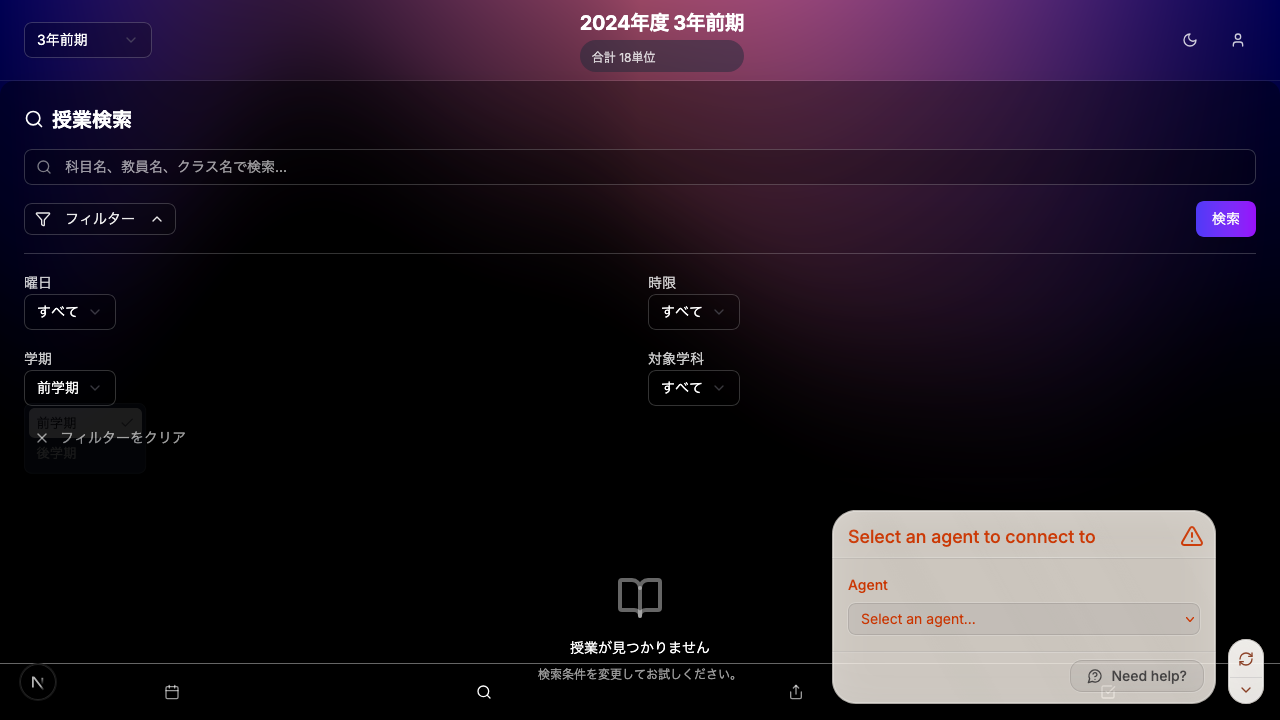 3年前期
2024年度 3年前期
合計 18単位
授業検索
科目名、教員名、クラス名で検索...
フィルター
検索
曜日
時限
すべて
すべて
学期
対象学科
前学期
すべて
前学期
フィルターをクリア
後学期
Select an agent to connect to
Agent
Select an agent...
授業が見つかりません
検索条件を変更してお試しください。
Need help?
N